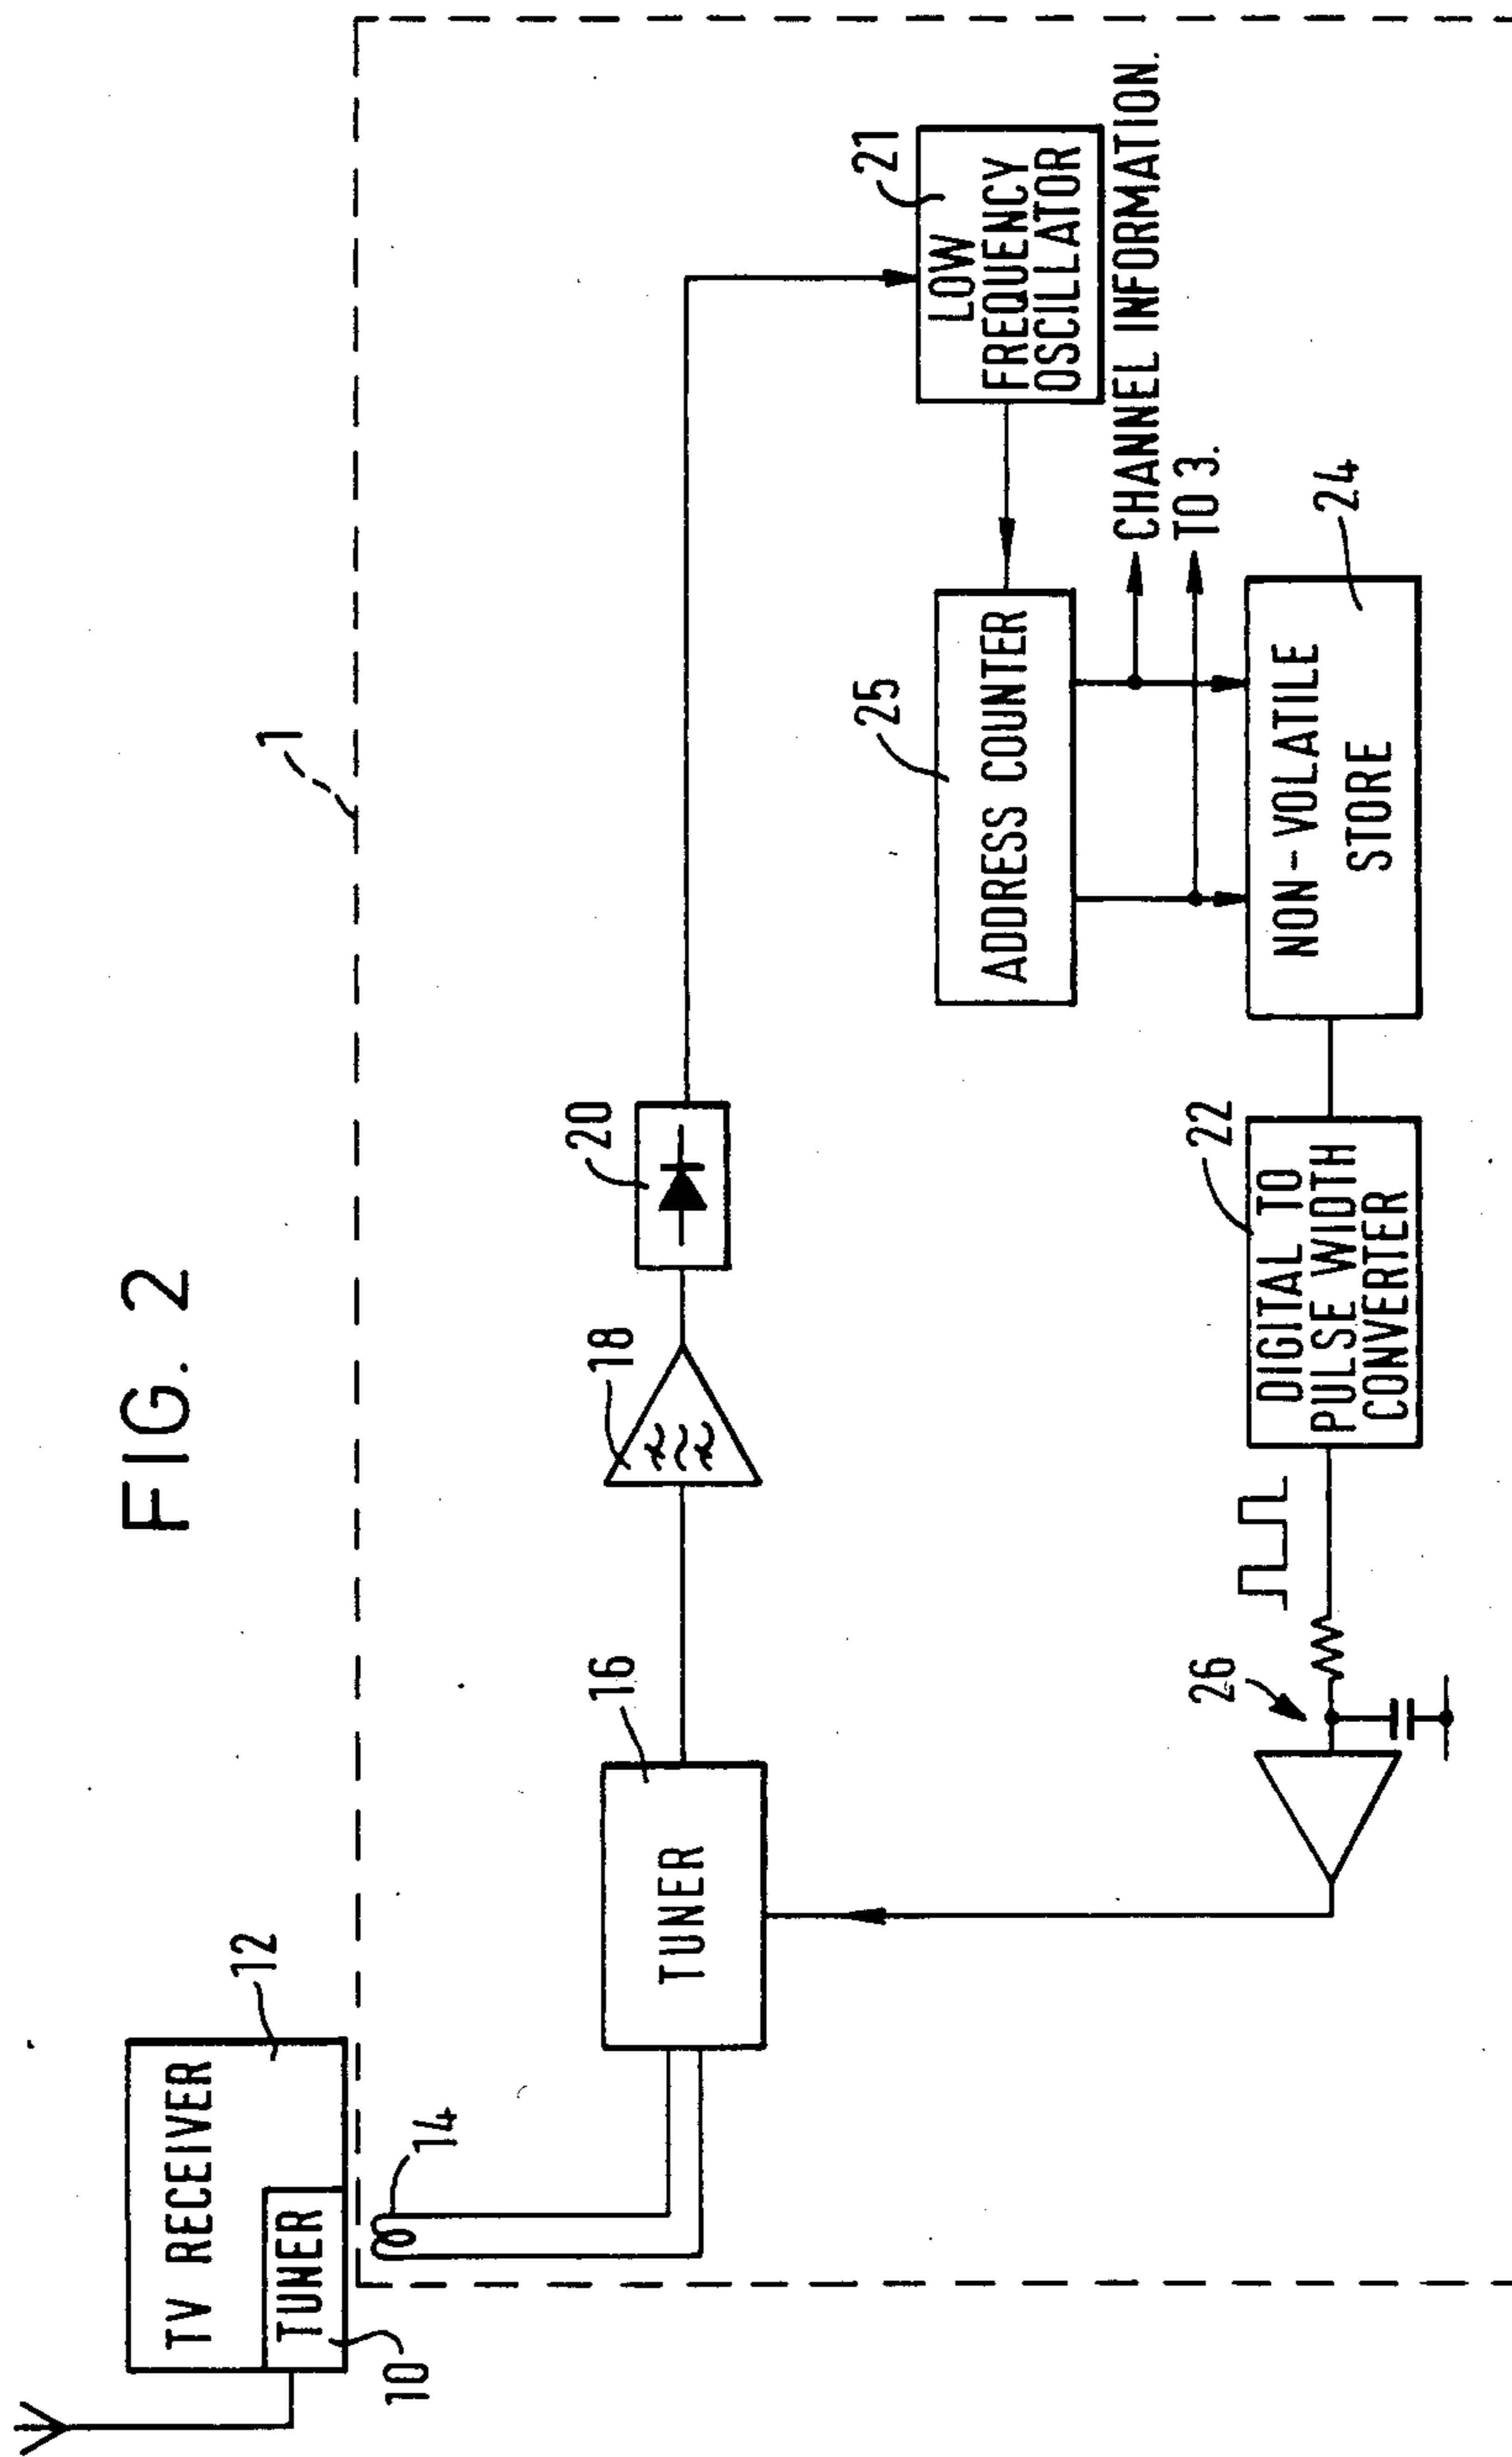 FIG. 2
TV RECEIVER
12
TUNER
10
1
14
TUNER
16
18
20
LOW
FREQUENCY
OSCILLATOR
21
25
ADDRESS COUNTER
CHANNEL INFORMATION.
TO 3.
NON-VOLATILE
STORE
24
22
DIGITAL TO
PULSE WIDTH
CONVERTER
26